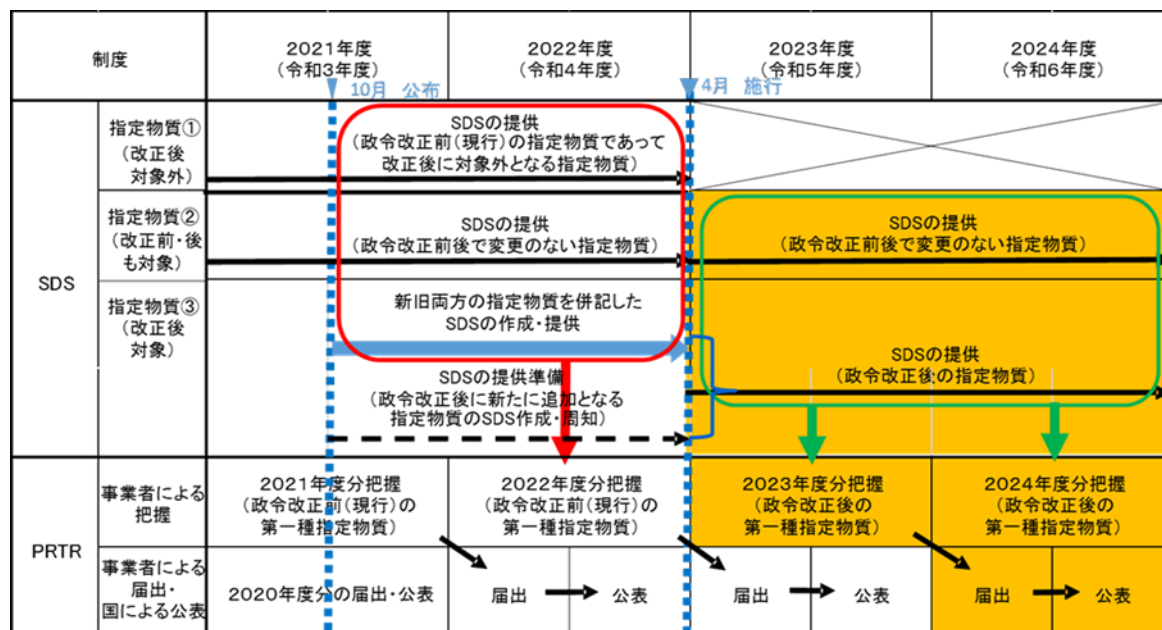 制度
2021年度
(令和3年度)
2022年度
(令和4年度)
2023年度
(令和5年度)
2024年度
(令和6年度)
10月 公布
4月 施行
SDS
指定物質①
(改正後
対象外)
SDSの提供
(政令改正前(現行)の指定物質であって
改正後に対象外となる指定物質)
指定物質②
(改正前・後
も対象)
SDSの提供
(政令改正前後で変更のない指定物質)
SDSの提供
(政令改正前後で変更のない指定物質)
指定物質③
(改正後
対象)
新旧両方の指定物質を併記した
SDSの作成・提供
SDSの提供準備
(政令改正後に新たに追加となる
指定物質のSDS作成・周知)
SDSの提供
(政令改正後の指定物質)
PRTR
事業者による
把握
2021年度分把握
(政令改正前(現行)の
第一種指定物質)
2022年度分把握
(政令改正前(現行)の
第一種指定物質)
2023年度分把握
(政令改正後の
第一種指定物質)
2024年度分把握
(政令改正後の
第一種指定物質)
事業者による
届出・
国による公表
2020年度分の届出・公表
届出
公表
届出
公表
届出
公表